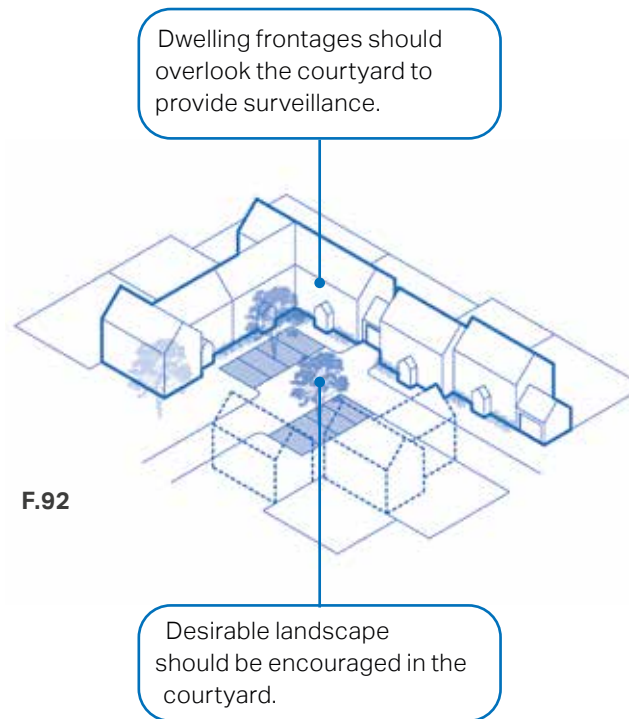 Dwelling frontages should
overlook the courtyard to
provide surveillance.
F.92
Desirable landscape
should be encouraged in the
courtyard.